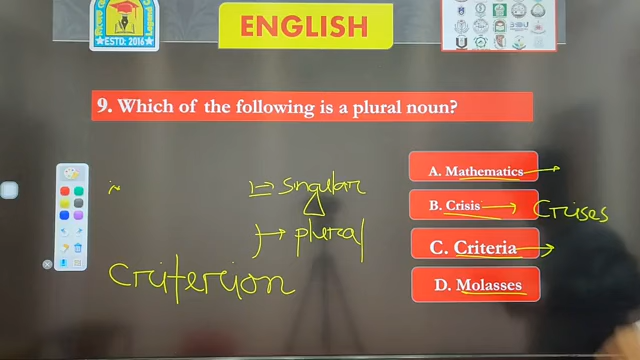 ESTD: 2016
ENGLISH
9. Which of the following is a plural noun?
A. Mathematics
singular
B. Crisis
Crises
plural
C. Criteria
criterion
D. Molasses